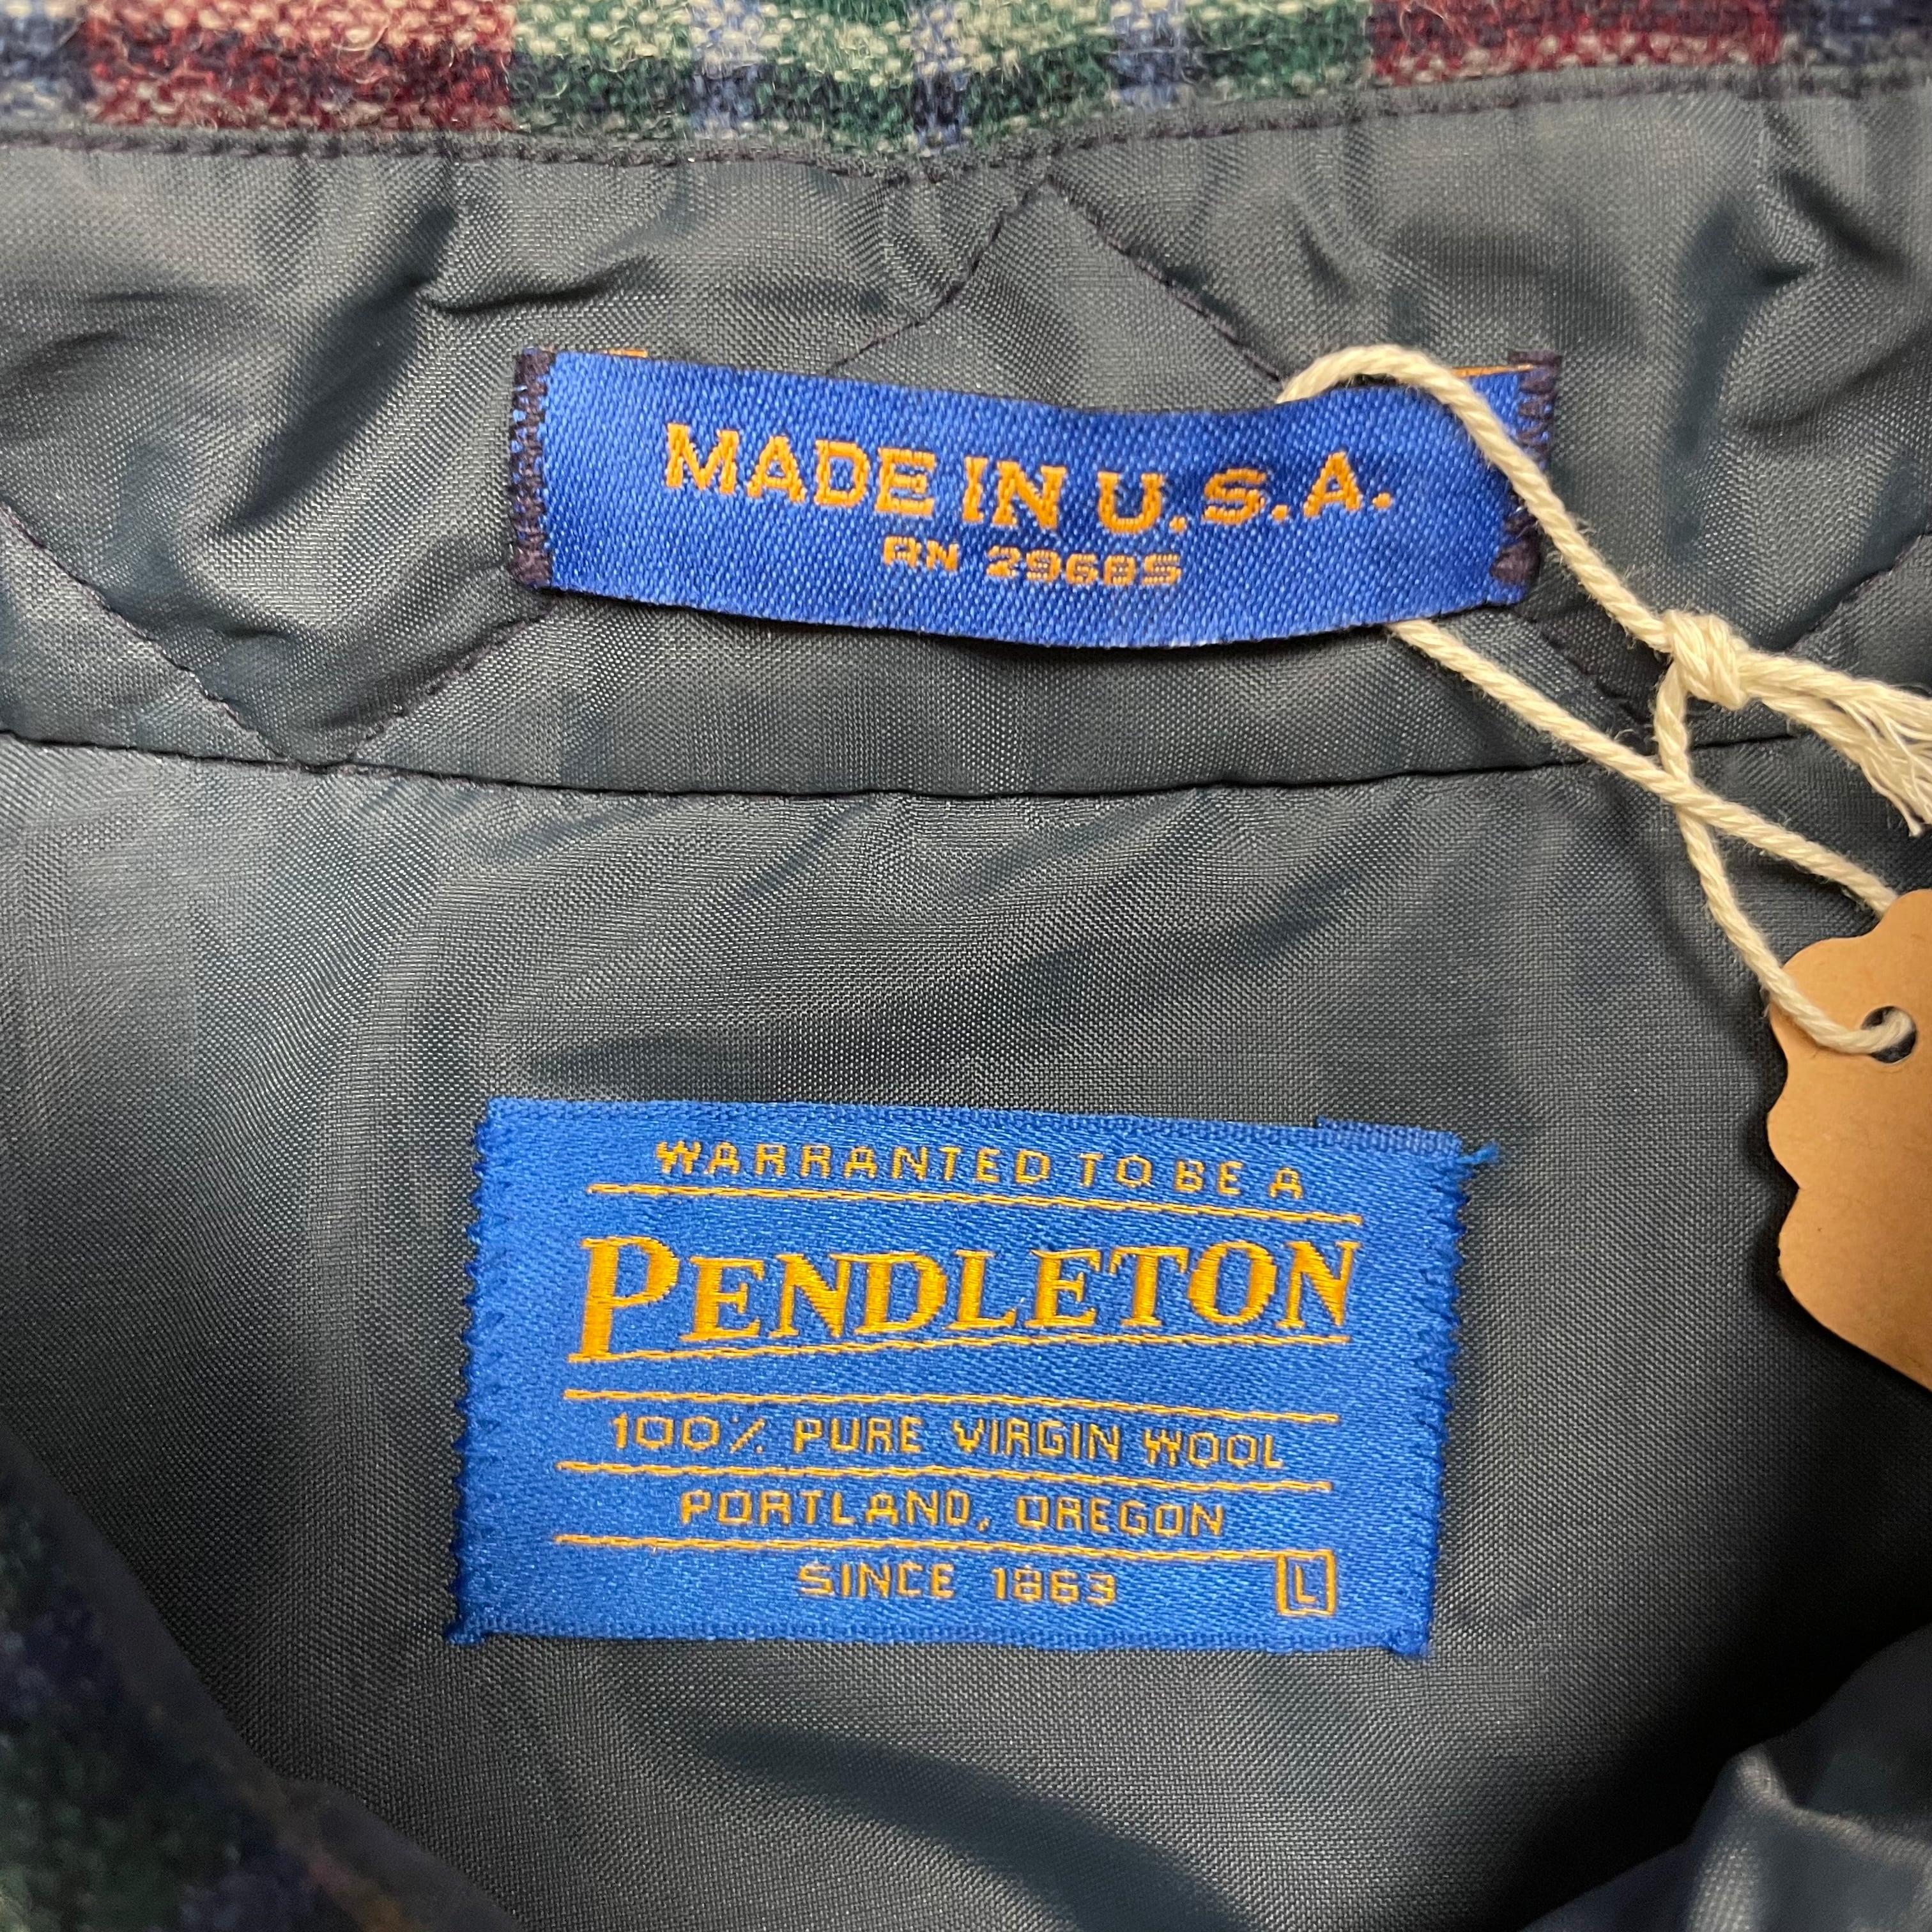 MADE IN U.S.A.
RN 29685
WARRANTED TO BE A
PENDLETON
100% PURE VIRGIN WOOL
PORTLAND, OREGON
SINCE 1863 L